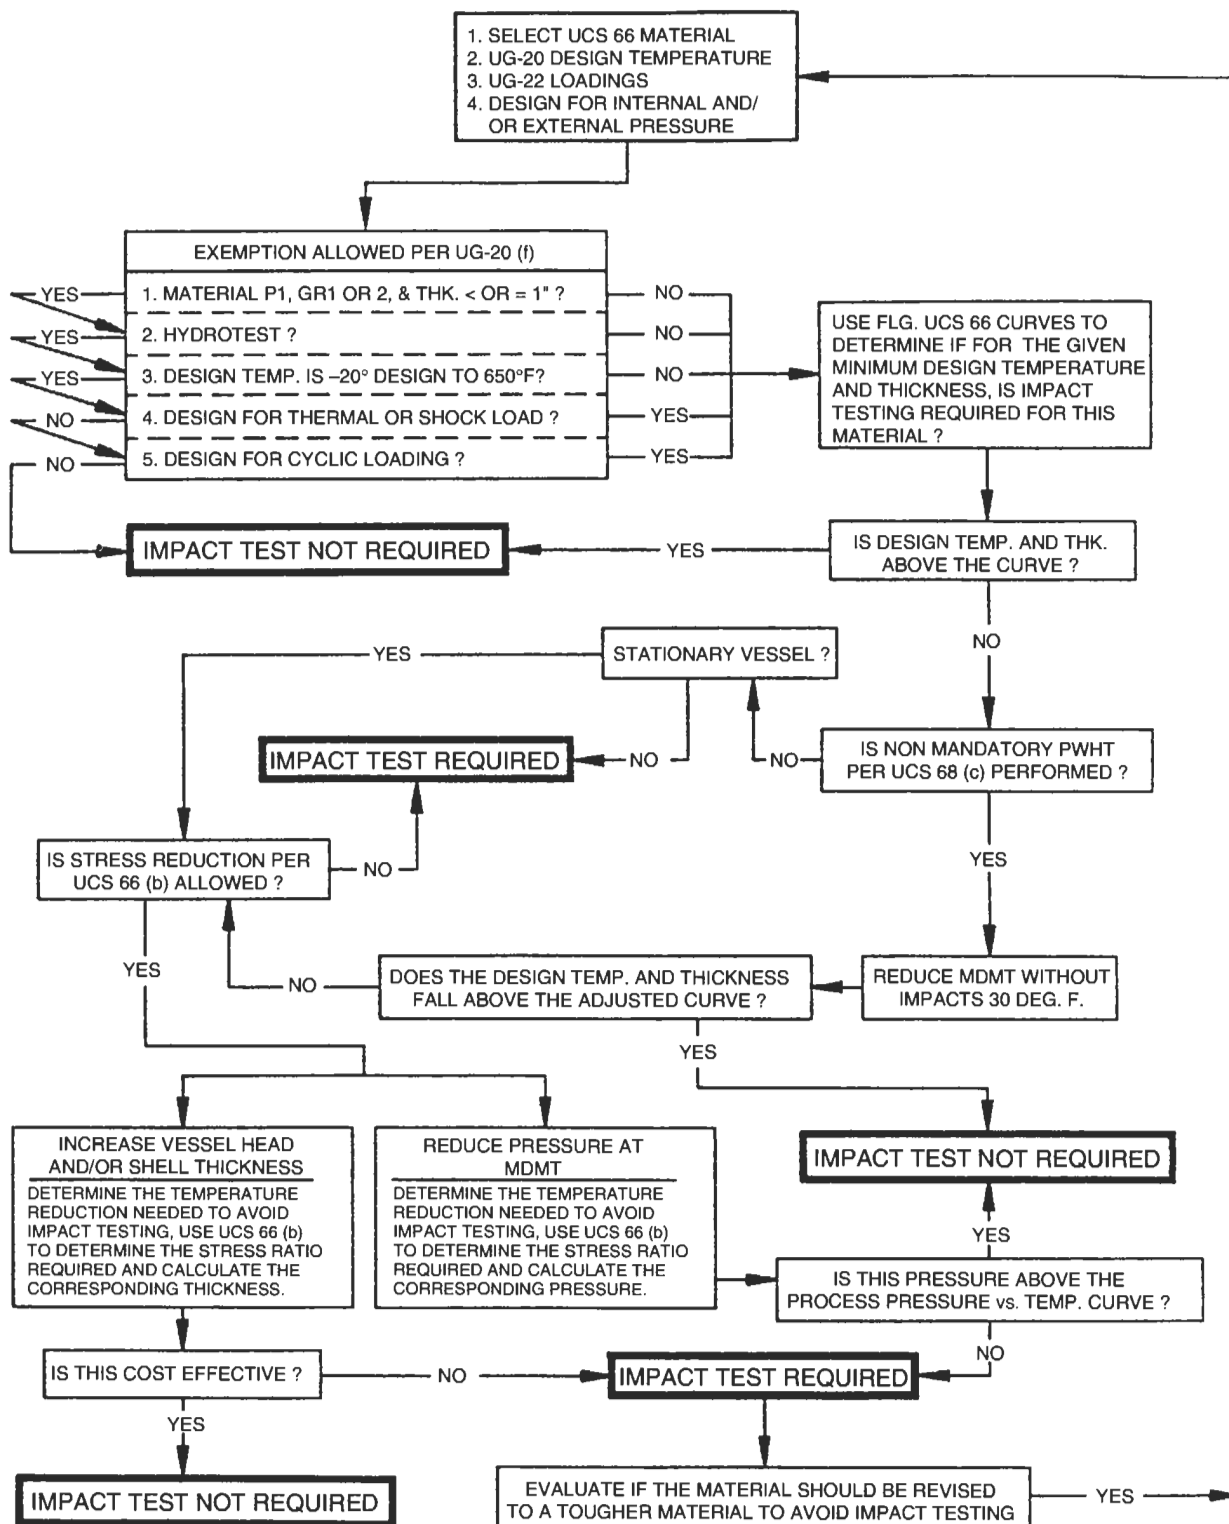 1. SELECT UCS 66 MATERIAL
2. UG-20 DESIGN TEMPERATURE
3. UG-22 LOADINGS
4. DESIGN FOR INTERNAL AND/
OR EXTERNAL PRESSURE
EXEMPTION ALLOWED PER UG-20 (f)
YES
1. MATERIAL P1, GR1 OR 2, & THK. < OR = 1" ?
NO
YES
2. HYDROTEST ?
NO
YES
3. DESIGN TEMP. IS –20° DESIGN TO 650°F?
NO
NO
4. DESIGN FOR THERMAL OR SHOCK LOAD ?
YES
NO
5. DESIGN FOR CYCLIC LOADING ?
YES
USE FLG. UCS 66 CURVES TO
DETERMINE IF FOR THE GIVEN
MINIMUM DESIGN TEMPERATURE
AND THICKNESS, IS IMPACT
TESTING REQUIRED FOR THIS
MATERIAL ?
IMPACT TEST NOT REQUIRED
YES
IS DESIGN TEMP. AND THK.
ABOVE THE CURVE ?
NO
YES
STATIONARY VESSEL ?
IMPACT TEST REQUIRED
NO
NO
IS NON MANDATORY PWHT
PER UCS 68 (c) PERFORMED ?
YES
IS STRESS REDUCTION PER
UCS 66 (b) ALLOWED ?
NO
YES
NO
DOES THE DESIGN TEMP. AND THICKNESS
FALL ABOVE THE ADJUSTED CURVE ?
REDUCE MDMT WITHOUT
IMPACTS 30 DEG. F.
YES
INCREASE VESSEL HEAD
AND/OR SHELL THICKNESS
DETERMINE THE TEMPERATURE
REDUCTION NEEDED TO AVOID
IMPACT TESTING, USE UCS 66 (b)
TO DETERMINE THE STRESS RATIO
REQUIRED AND CALCULATE THE
CORRESPONDING THICKNESS.
REDUCE PRESSURE AT
MDMT
DETERMINE THE TEMPERATURE
REDUCTION NEEDED TO AVOID
IMPACT TESTING, USE UCS 66 (b)
TO DETERMINE THE STRESS RATIO
REQUIRED AND CALCULATE THE
CORRESPONDING PRESSURE.
IMPACT TEST NOT REQUIRED
YES
IS THIS PRESSURE ABOVE THE
PROCESS PRESSURE vs. TEMP. CURVE ?
NO
IS THIS COST EFFECTIVE ?
NO
IMPACT TEST REQUIRED
YES
IMPACT TEST NOT REQUIRED
EVALUATE IF THE MATERIAL SHOULD BE REVISED
TO A TOUGHER MATERIAL TO AVOID IMPACT TESTING
YES